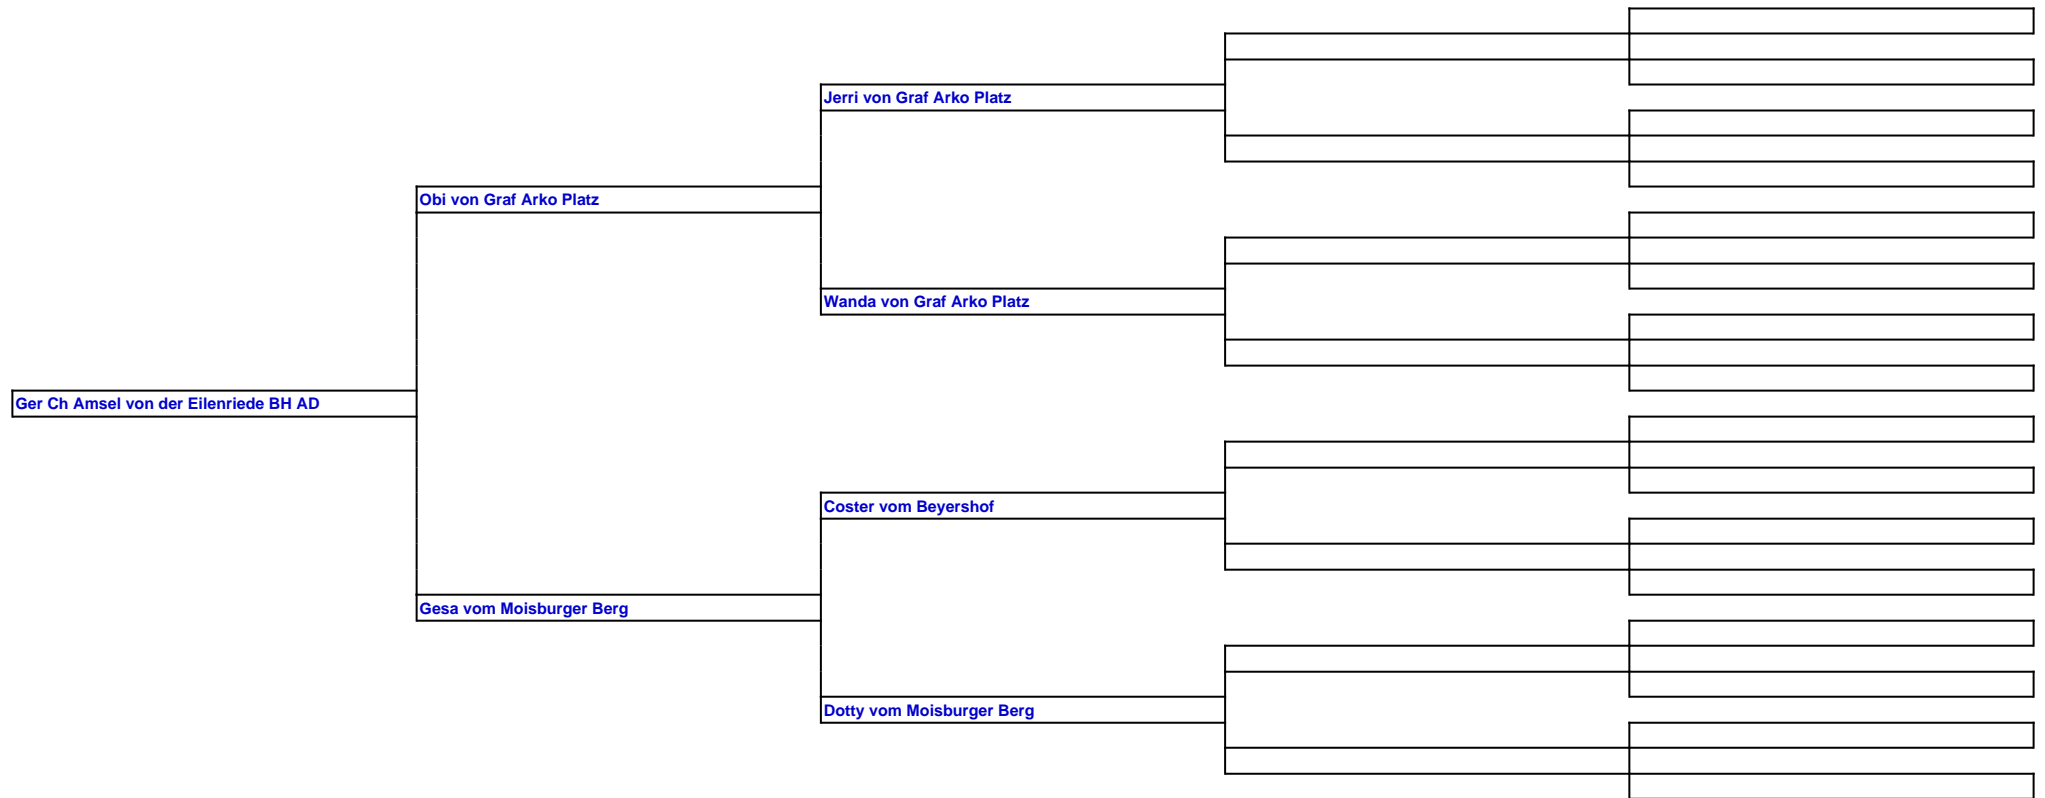 Jerri von Graf Arko Platz
Obi von Graf Arko Platz
Wanda von Graf Arko Platz
Ger Ch Amsel von der Eilenriede BH AD
Coster vom Beyershof
Gesa vom Moisburger Berg
Dotty vom Moisburger Berg